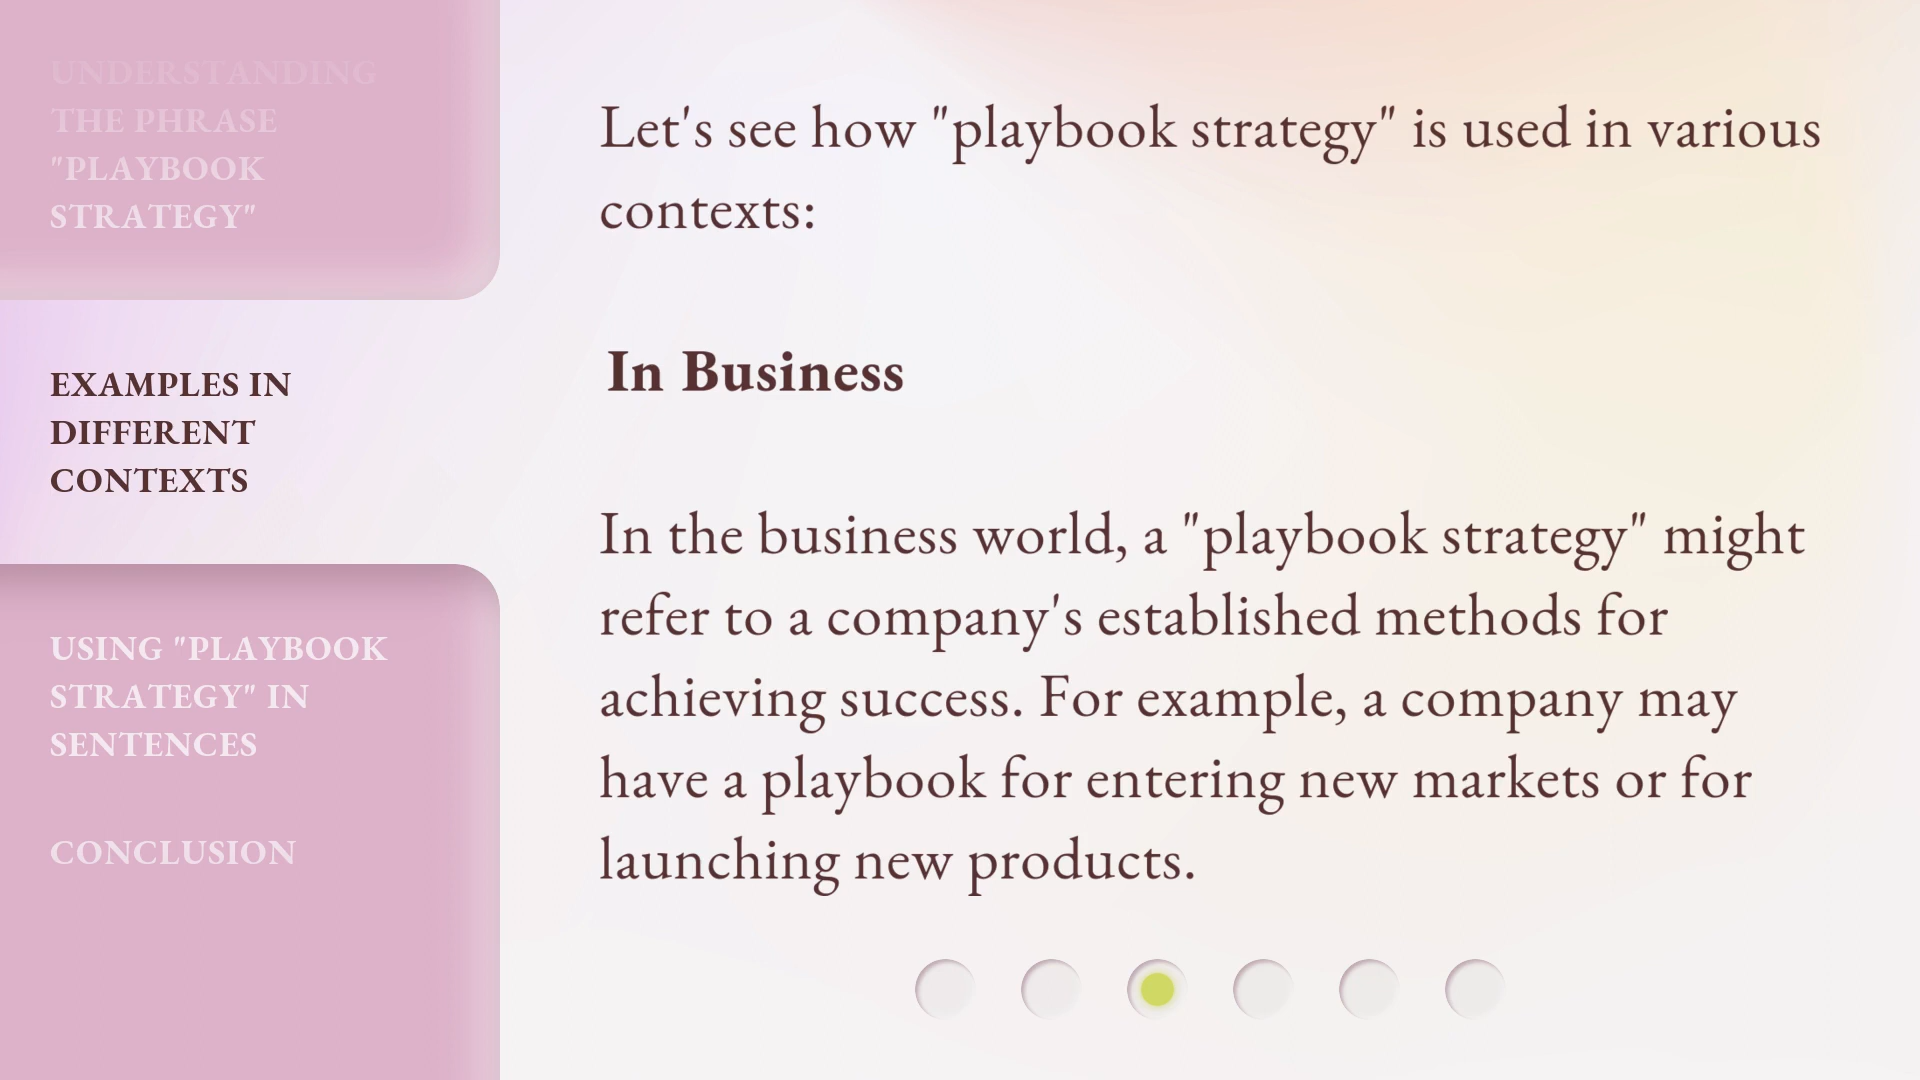 UNDERSTANDING
THE PHRASE
"PLAYBOOK
STRATEGY"
EXAMPLES IN
DIFFERENT
CONTEXTS
USING "PLAYBOOK
STRATEGY" IN
SENTENCES
CONCLUSION
Let's see how "playbook strategy" is used in various
contexts:
In Business
In the business world, a "playbook strategy" might
refer to a company's established methods for
achieving success. For example, a company may
have a playbook for entering new markets or for
launching new products.